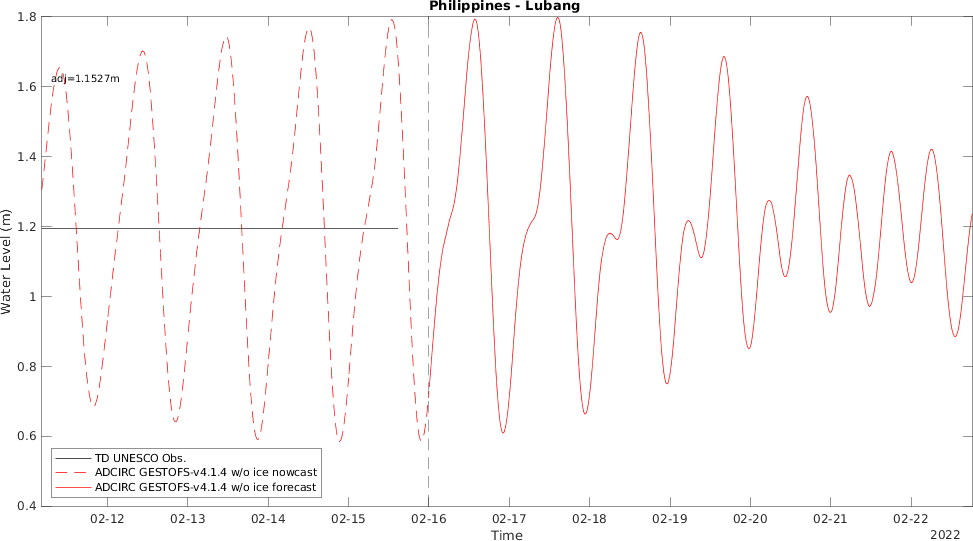 Philippines - Lubang
adj=1.1527m
Water Level (m)
1.8
1.6
1.4
1.2
1
0.8
0.6
0.4
TD UNESCO Obs.
ADCIRC GESTOFS-v4.1.4 w/o ice nowcast
ADCIRC GESTOFS-v4.1.4 w/o ice forecast
02-12 02-13 02-14 02-15 02-16 02-17 02-18 02-19 02-20 02-21 02-22
Time
2022